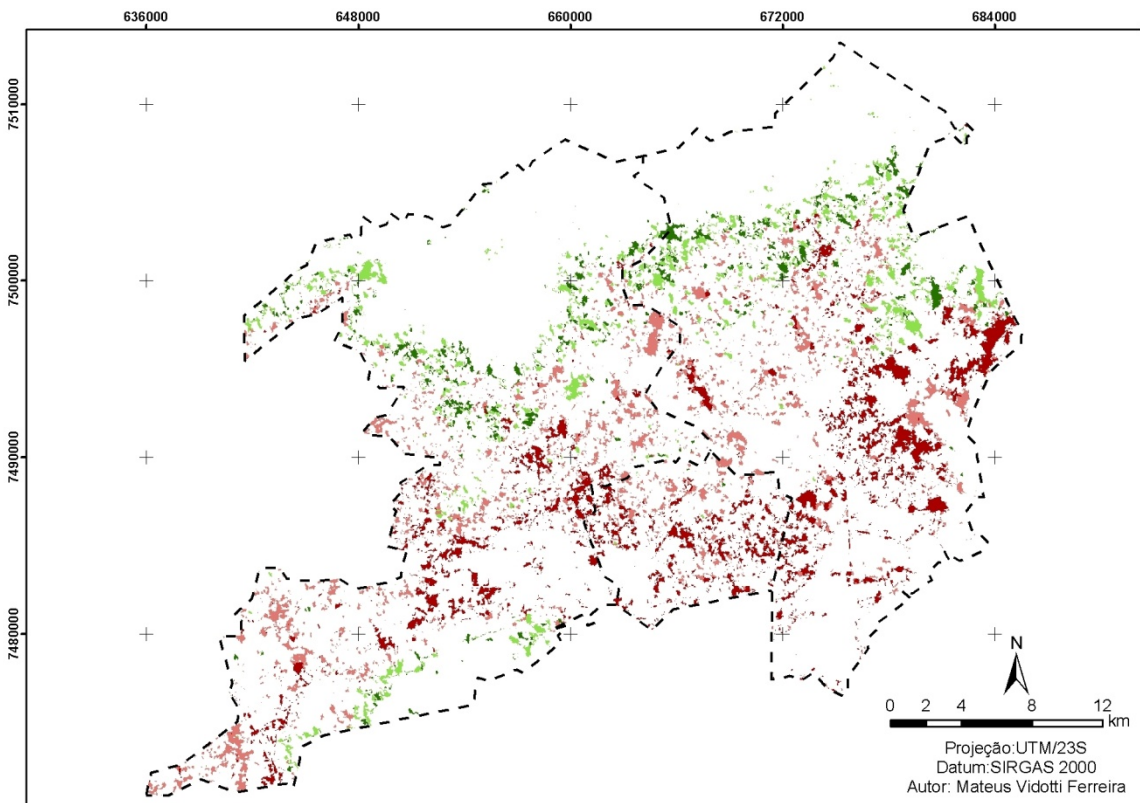 636000 648000 660000 672000 684000
7510000
7500000
7490000
7480000
N
0 2 4 8 12
km
Projeção:UTM/23S
Datum:SIRGAS 2000
Autor: Mateus Vidotti Ferreira